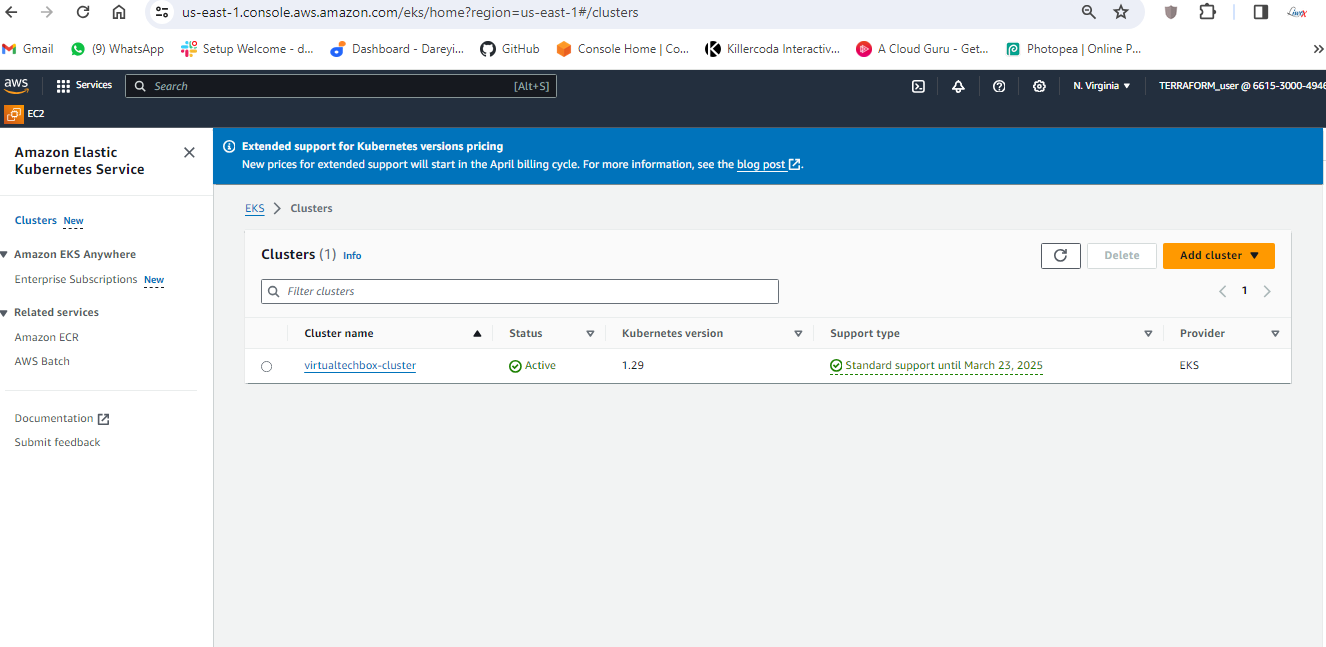 us-east-1.console.aws.amazon.com/eks/home?region=us-east-1#/clusters
Gmail (9) WhatsApp Setup Welcome - d... Dashboard - Dareyi... GitHub Console Home | Co... Killercoda Interactiv... A Cloud Guru - Get... Photopea | Online P... »
aws Services Search [Alt+S] N. Virginia TERRAFORM_user @ 6615-3000-4946
EC2
Amazon Elastic
Kubernetes Service
Clusters New
Amazon EKS Anywhere
Enterprise Subscriptions New
Related services
Amazon ECR
AWS Batch
Documentation
Submit feedback
Extended support for Kubernetes versions pricing
New prices for extended support will start in the April billing cycle. For more information, see the blog post.
EKS > Clusters
Clusters (1) Info
Delete Add cluster
Filter clusters
1
Cluster name Status Kubernetes version Support type Provider
virtualtechbox-cluster Active 1.29 Standard support until March 23, 2025 EKS